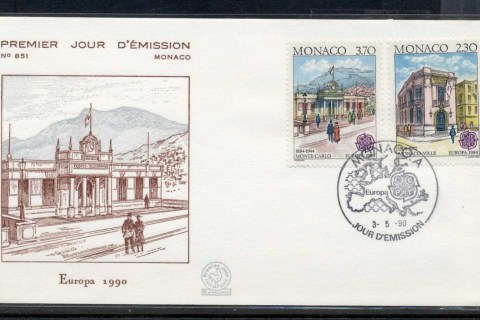 PREMIER JOUR D'ÉMISSION
Nº 851 MONACO
Europa 1990
MONACO 3,70
MONTE-CARLO
MONACO 2,30
EUROPA 1990
MONACO
Europa
3- 5 -90
JOUR D'ÉMISSION